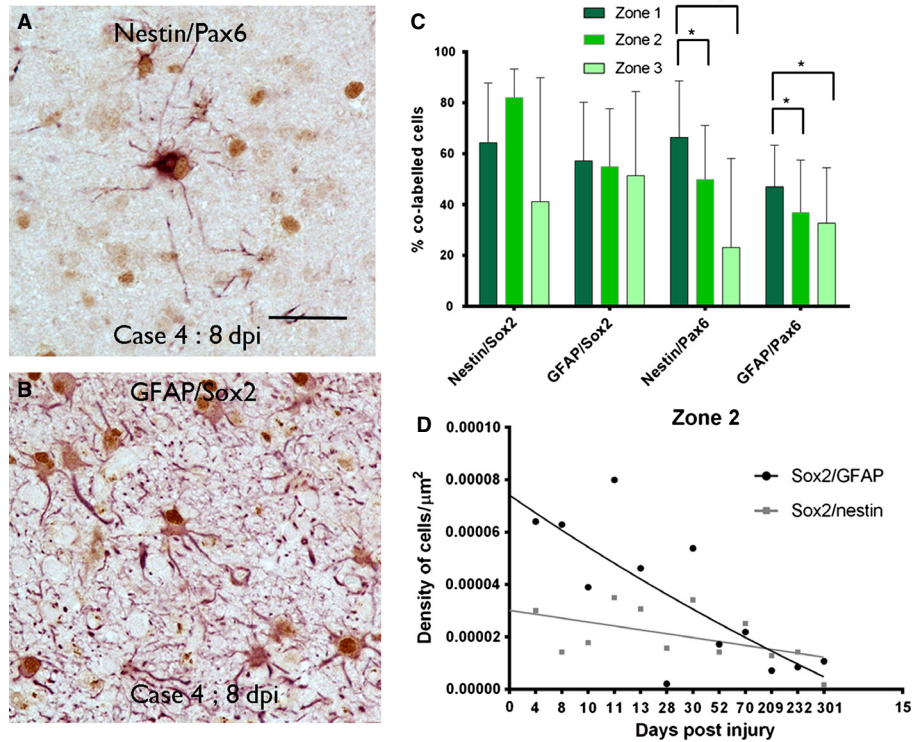 A
Nestin/Pax6
Case 4 : 8 dpi
B
GFAP/Sox2
Case 4 ; 8 dpi
C
Zone 1
Zone 2
Zone 3
*
*
*
% co-labelled cells
100
80
60
40
20
0
Nestin/Sox2
GFAP/Sox2
Nestin/Pax6
GFAP/Pax6
D
Zone 2
Sox2/GFAP
Sox2/nestin
Density of cells/µm²
0.00010
0.00008
0.00006
0.00004
0.00002
0.00000
0 4 8 10 11 13 28 30 52 70 209 232 301 15
Days post injury